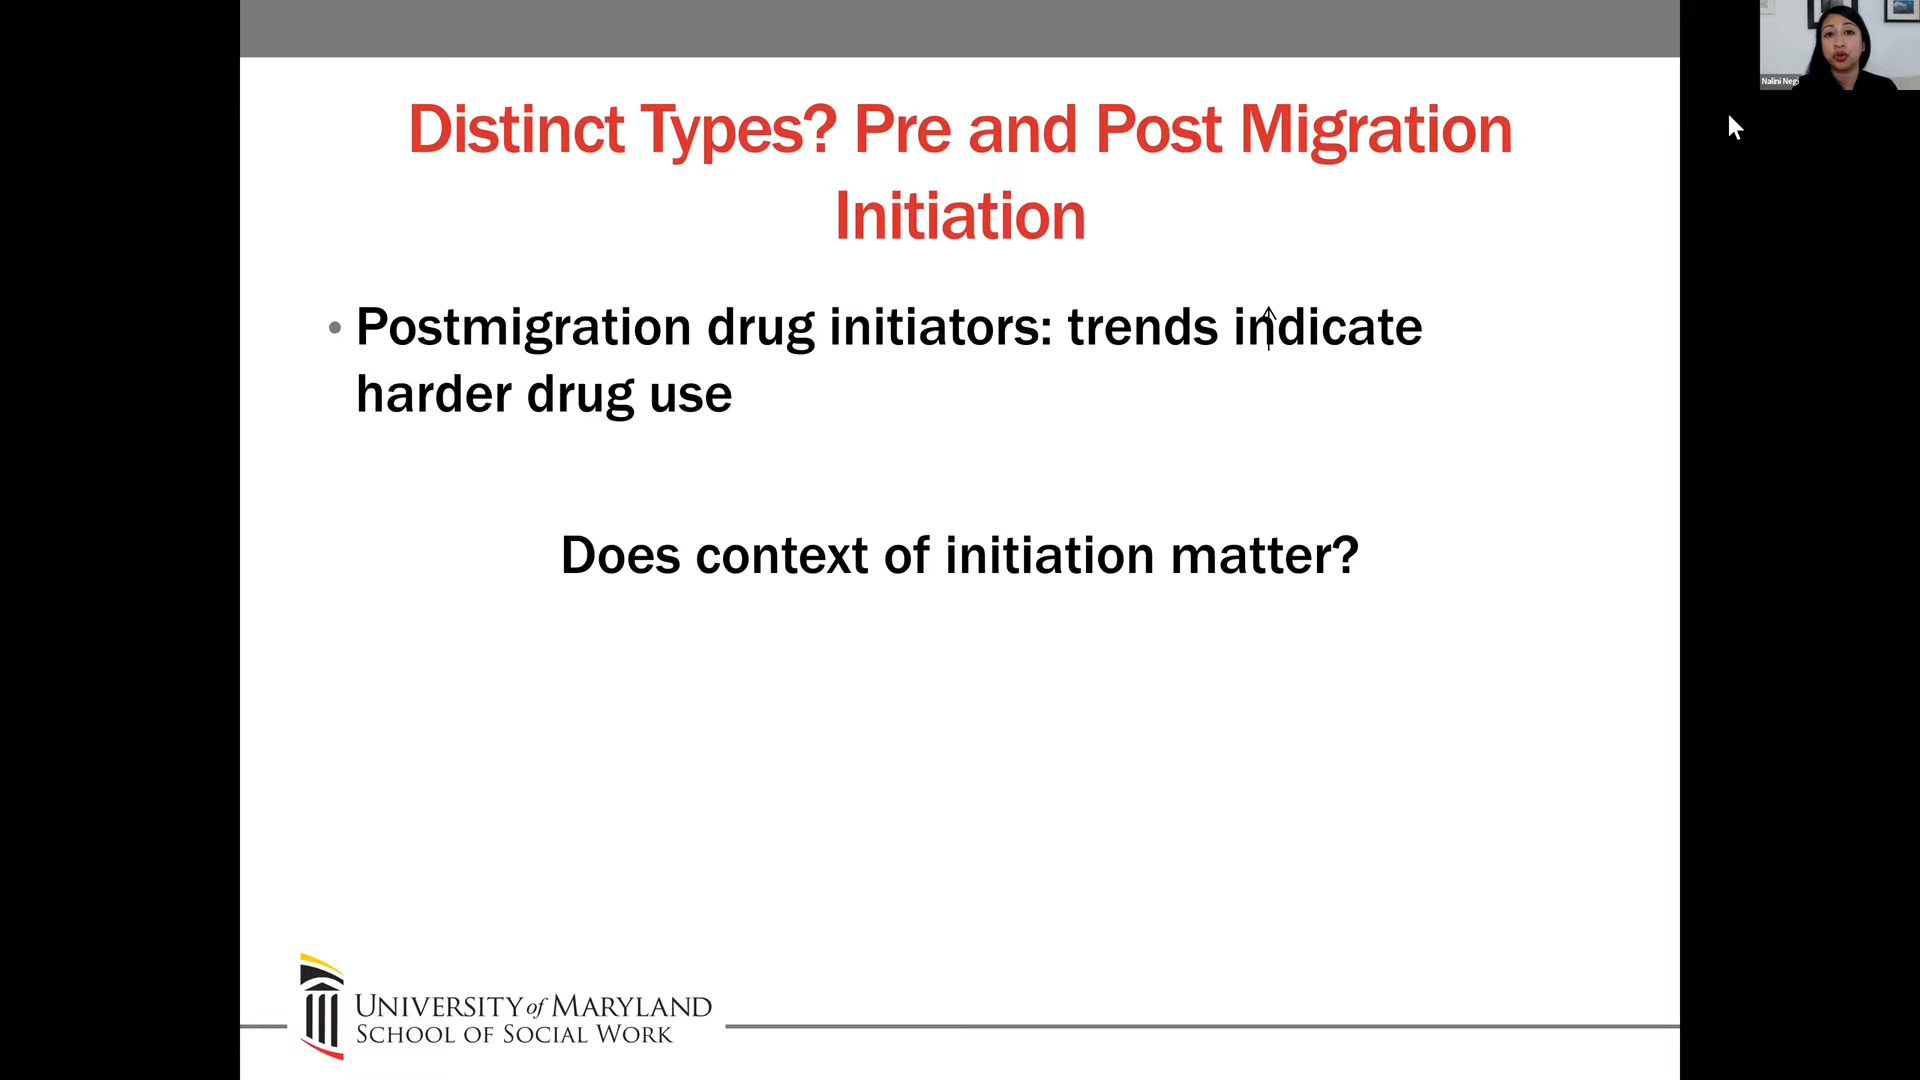 Distinct Types? Pre and Post Migration
Initiation
• Postmigration drug initiators: trends indicate
harder drug use
Does context of initiation matter?
UNIVERSITY of MARYLAND
SCHOOL OF SOCIAL WORK
Nalini Negi